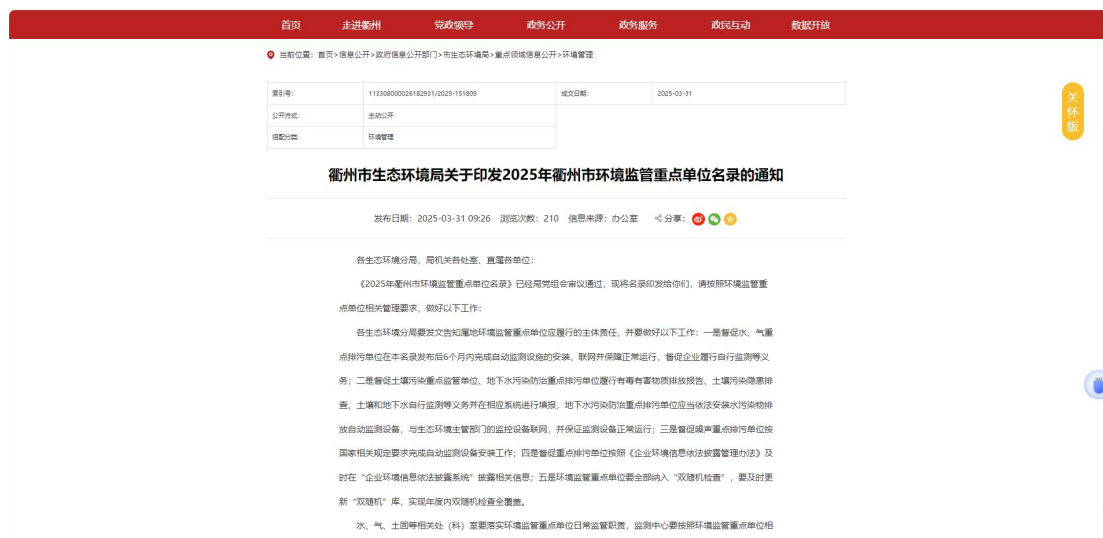 首页 走进衢州 党政领导 政务公开 政务服务 政民互动 数据开放
当前位置：首页>信息公开>政府信息公开部门>市生态环境局>重点领域信息公开>环境管理
索引号： 113308000026182931/2025-151809 成文日期： 2025-03-31
公开方式： 主动公开
组配分类： 环境管理
关怀版
衢州市生态环境局关于印发2025年衢州市环境监管重点单位名录的通知
发布日期：2025-03-31 09:26 浏览次数：210 信息来源：办公室 分享：
各生态环境分局，局机关各处室、直属各单位：
《2025年衢州市环境监管重点单位名录》已经局党组会审议通过，现将名录印发给你们，请按照环境监管重
点单位相关管理要求，做好以下工作：
各生态环境分局要发文告知属地环境监管重点单位应履行的主体责任，并要做好以下工作：一是督促水、气重
点排污单位在本名录发布后6个月内完成自动监测设施的安装、联网并保障正常运行，督促企业履行自行监测等义
务；二是督促土壤污染重点监管单位、地下水污染防治重点排污单位履行有毒有害物质排放报告、土壤污染隐患排
查、土壤和地下水自行监测等义务并在相应系统进行填报，地下水污染防治重点排污单位应当依法安装水污染物排
放自动监测设备，与生态环境主管部门的监控设备联网，并保证监测设备正常运行；三是督促噪声重点排污单位按
国家相关规定要求完成自动监测设备安装工作；四是督促重点排污单位按照《企业环境信息依法披露管理办法》及
时在“企业环境信息依法披露系统”披露相关信息；五是环境监管重点单位要全部纳入“双随机检查”，要及时更
新“双随机”库，实现年度内双随机检查全覆盖。
水、气、土固等相关处（科）室要落实环境监管重点单位日常监管职责，监测中心要按照环境监管重点单位相